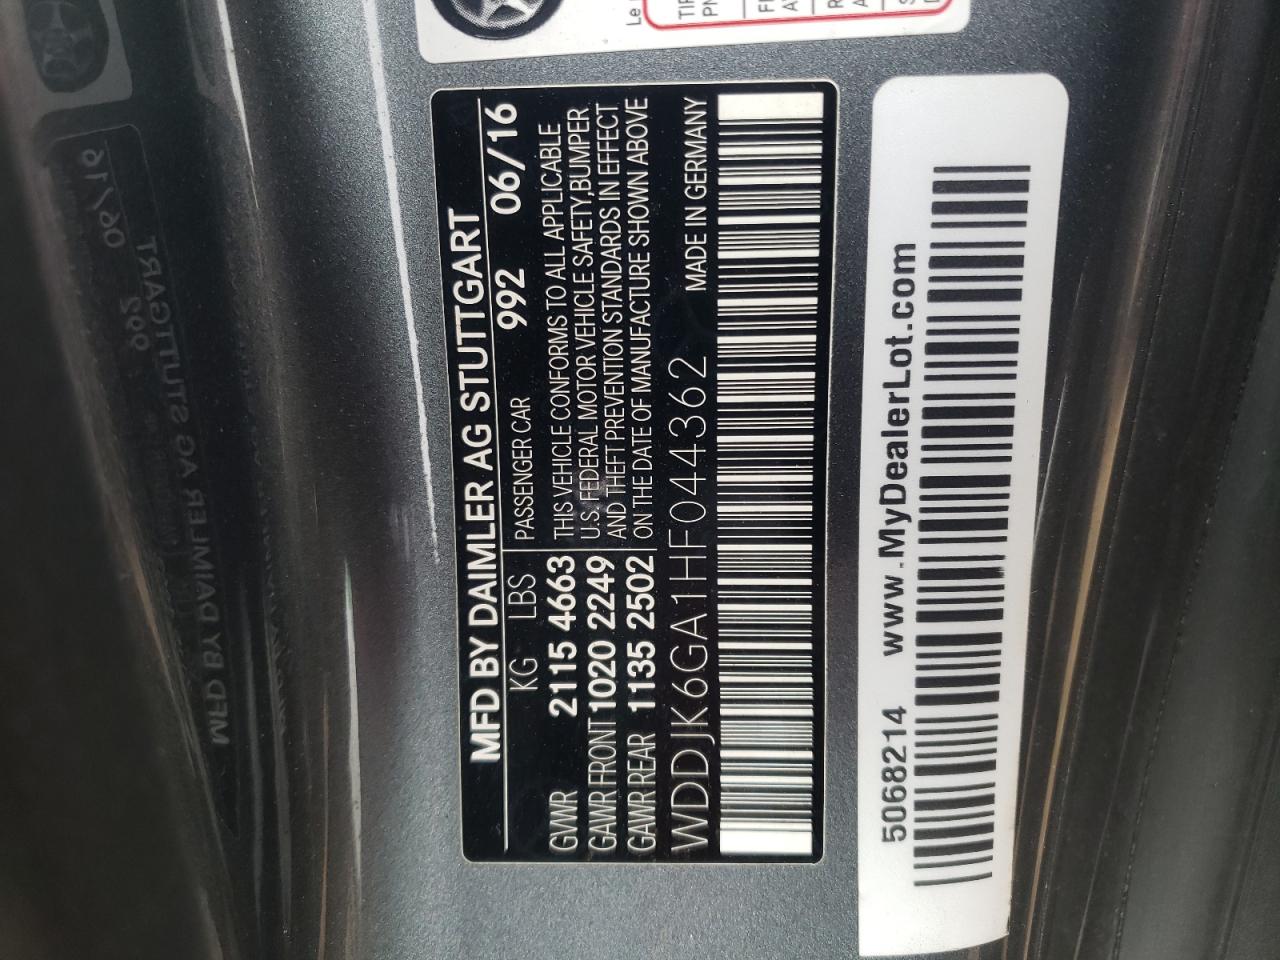 Le
MFD BY DAIMLER AG STUTTGART
KG LBS PASSENGER CAR 992 06/16
GVWR 2115 4663 THIS VEHICLE CONFORMS TO ALL APPLICABLE
U.S. FEDERAL MOTOR VEHICLE SAFETY,BUMPER
GAWR FRONT 1020 2249 AND THEFT PREVENTION STANDARDS IN EFFECT
GAWR REAR 1135 2502 ON THE DATE OF MANUFACTURE SHOWN ABOVE
WDDJK6GA1HF044362 MADE IN GERMANY
5068214 www.MyDealerLot.com